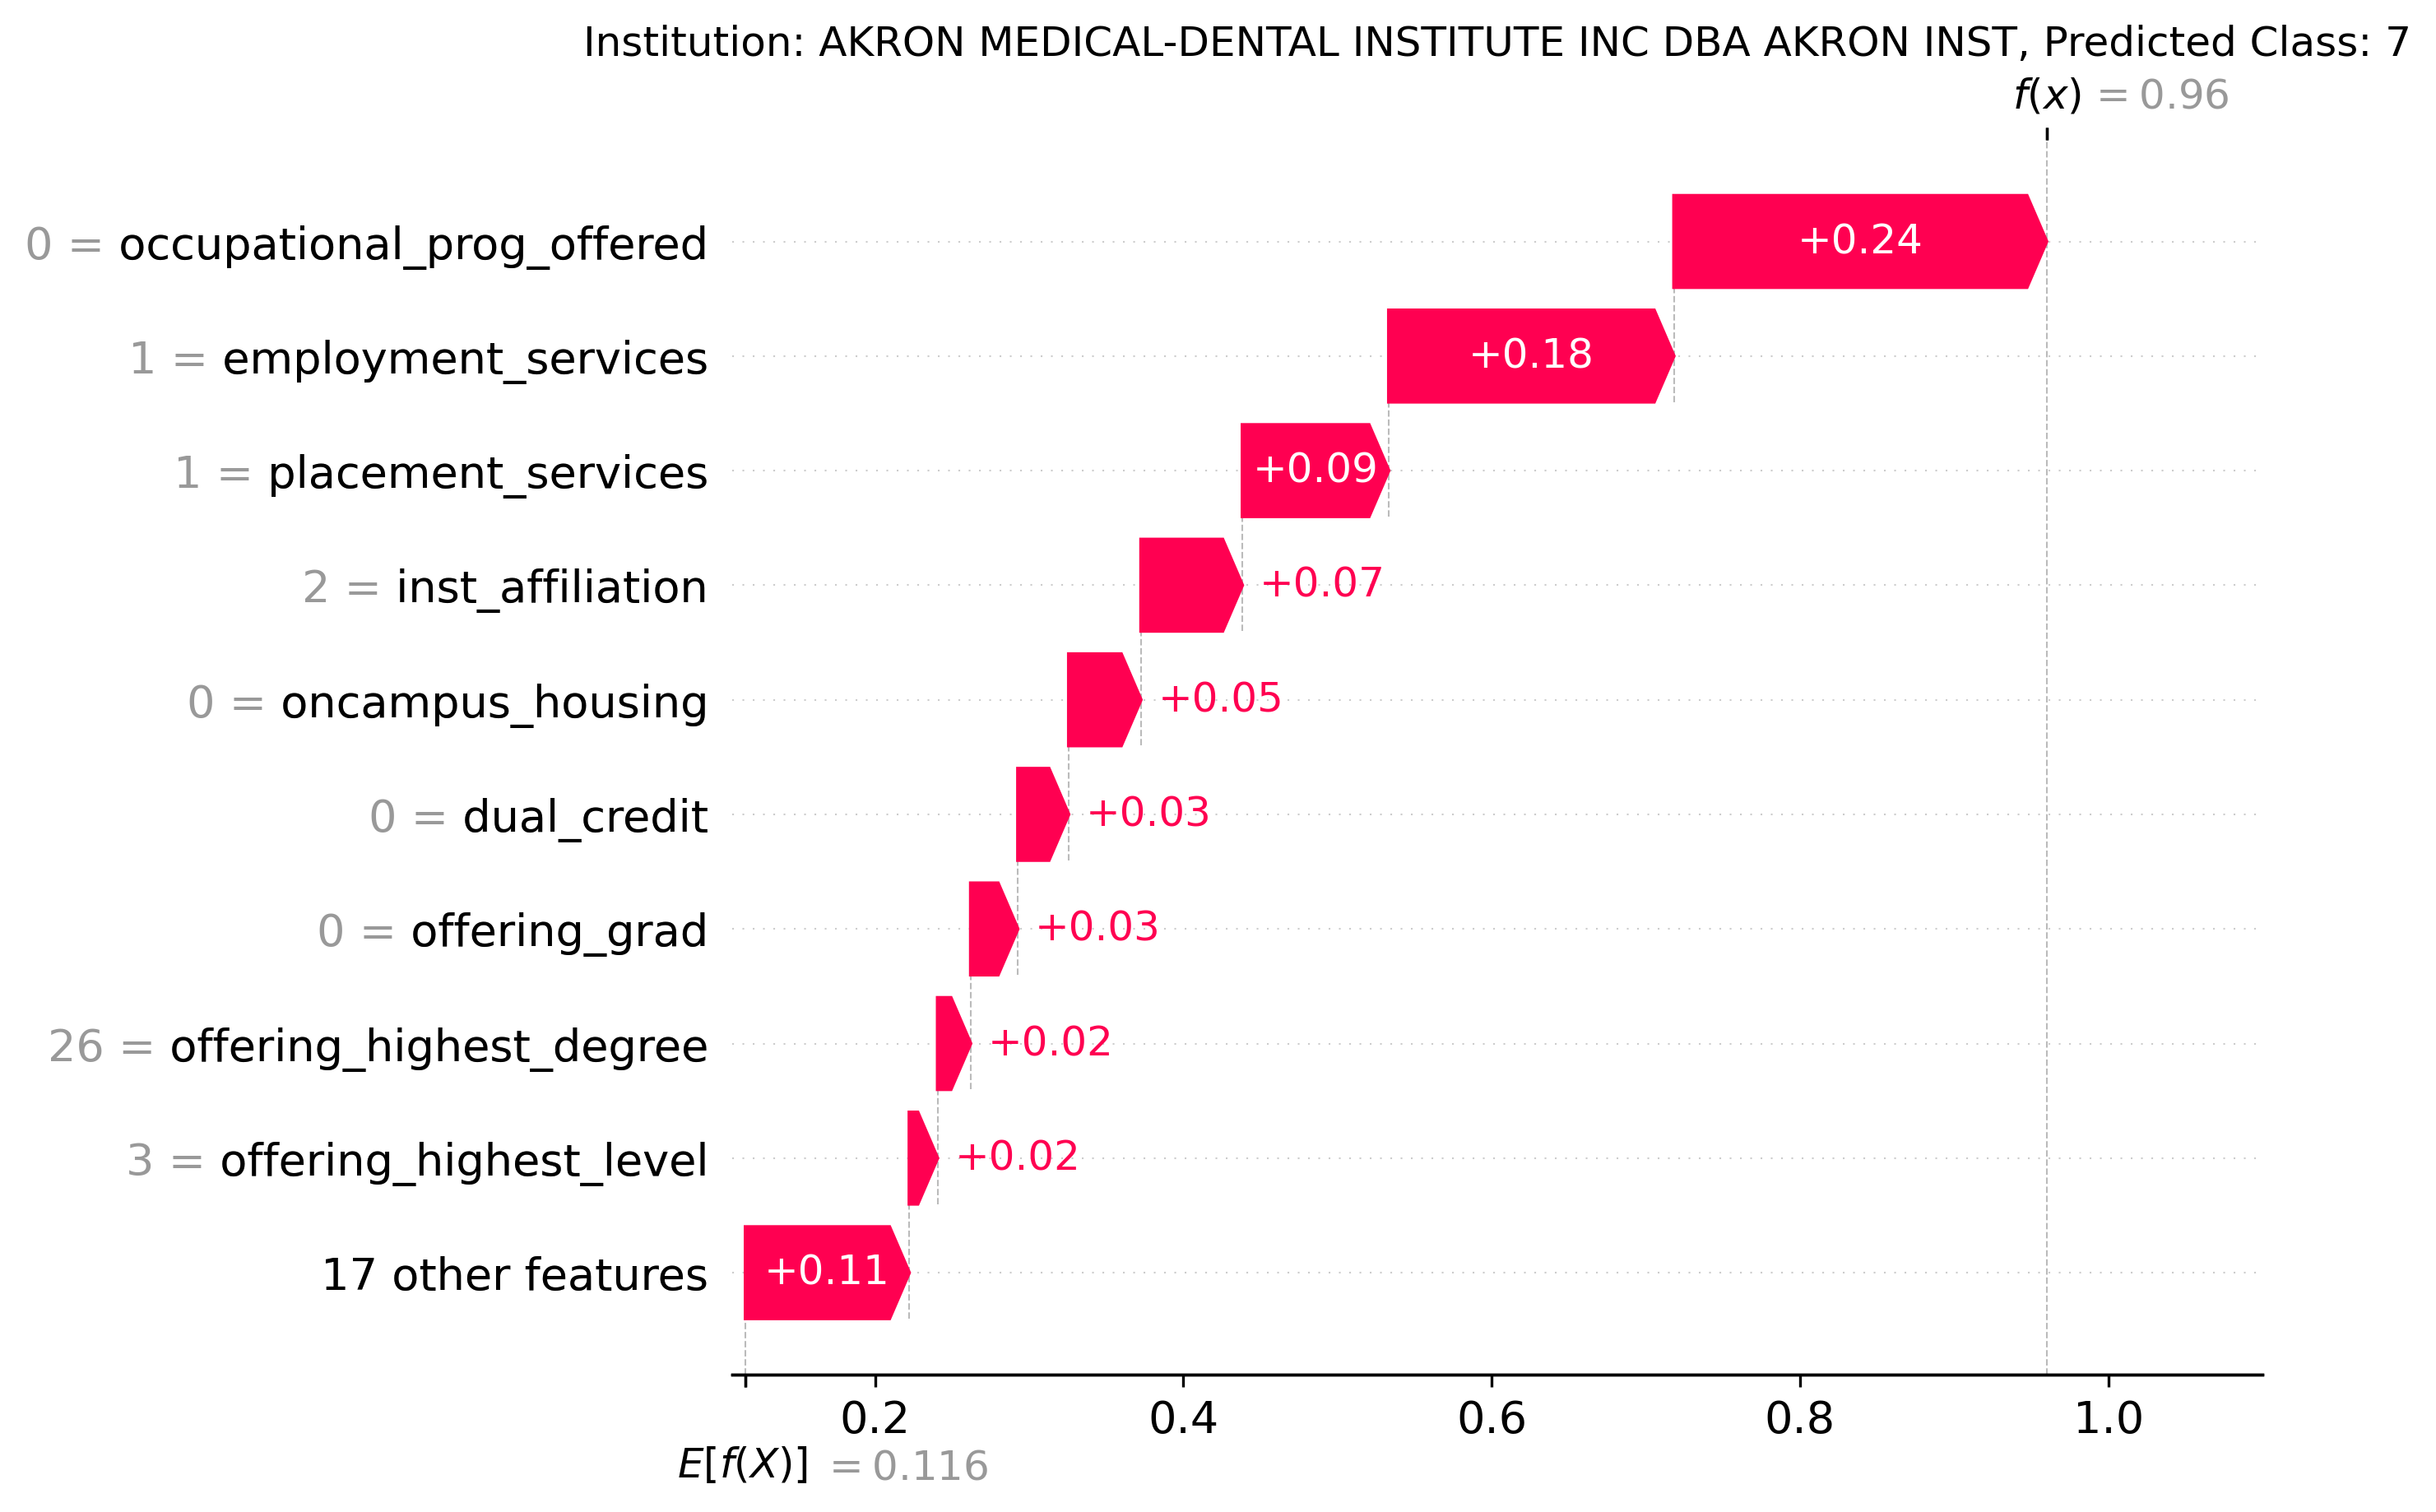 Institution: AKRON MEDICAL-DENTAL INSTITUTE INC DBA AKRON INST, Predicted Class: 7
f(x) = 0.96
0 = occupational_prog_offered +0.24
1 = employment_services +0.18
1 = placement_services +0.09
2 = inst_affiliation +0.07
0 = oncampus_housing +0.05
0 = dual_credit +0.03
0 = offering_grad +0.03
26 = offering_highest_degree +0.02
3 = offering_highest_level +0.02
17 other features +0.11
0.2 0.4 0.6 0.8 1.0
E[f(X)] = 0.116